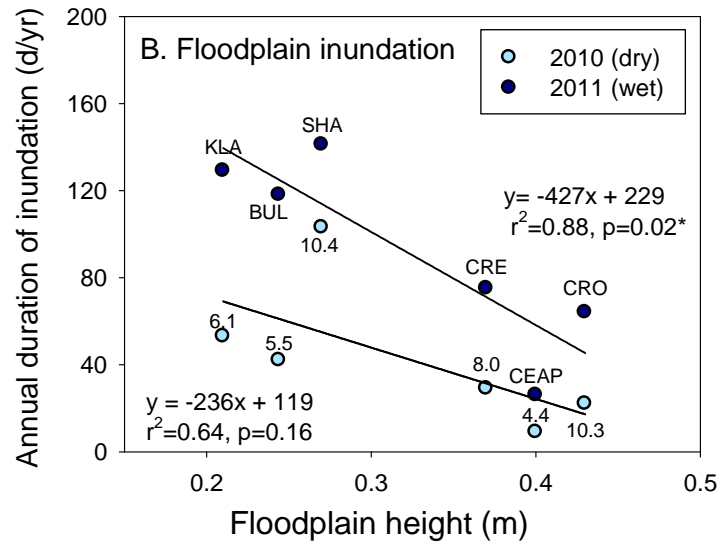 Annual duration of inundation (d/yr)
200
160
120
80
40
0
B. Floodplain inundation
2010 (dry)
2011 (wet)
KLA
SHA
BUL
10.4
y= -427x + 229
r²=0.88, p=0.02*
CRE
CRO
6.1
5.5
8.0
CEAP
4.4
10.3
y = -236x + 119
r²=0.64, p=0.16
0.2
0.3
0.4
0.5
Floodplain height (m)